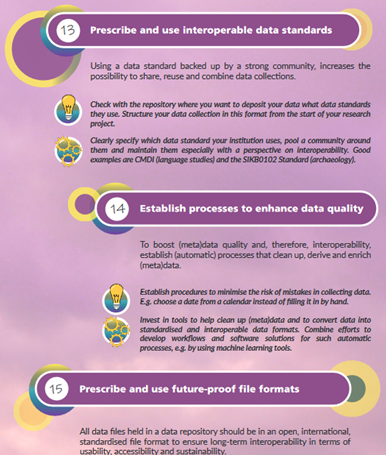 13 Prescribe and use interoperable data standards
Using a data standard backed up by a strong community, increases the
possibility to share, reuse and combine data collections.
Check with the repository where you want to deposit your data what data standards
they use. Structure your data collection in this format from the start of your research
project.
Clearly specify which data standard your institution uses, pool a community around
them and maintain them especially with a perspective on interoperability. Good
examples are CMDI (language studies) and the SIKB0102 Standard (archaeology).
14 Establish processes to enhance data quality
To boost (meta)data quality and, therefore, interoperability,
establish (automatic) processes that clean up, derive and enrich
(meta)data.
Establish procedures to minimise the risk of mistakes in collecting data.
E.g. choose a date from a calendar instead of filling it in by hand.
Invest in tools to help clean up (meta)data and to convert data into
standardised and interoperable data formats. Combine efforts to
develop workflows and software solutions for such automatic
processes, e.g. by using machine learning tools.
15 Prescribe and use future-proof file formats
All data files held in a data repository should be in an open, international,
standardised file format to ensure long-term interoperability in terms of
usability, accessibility and sustainability.